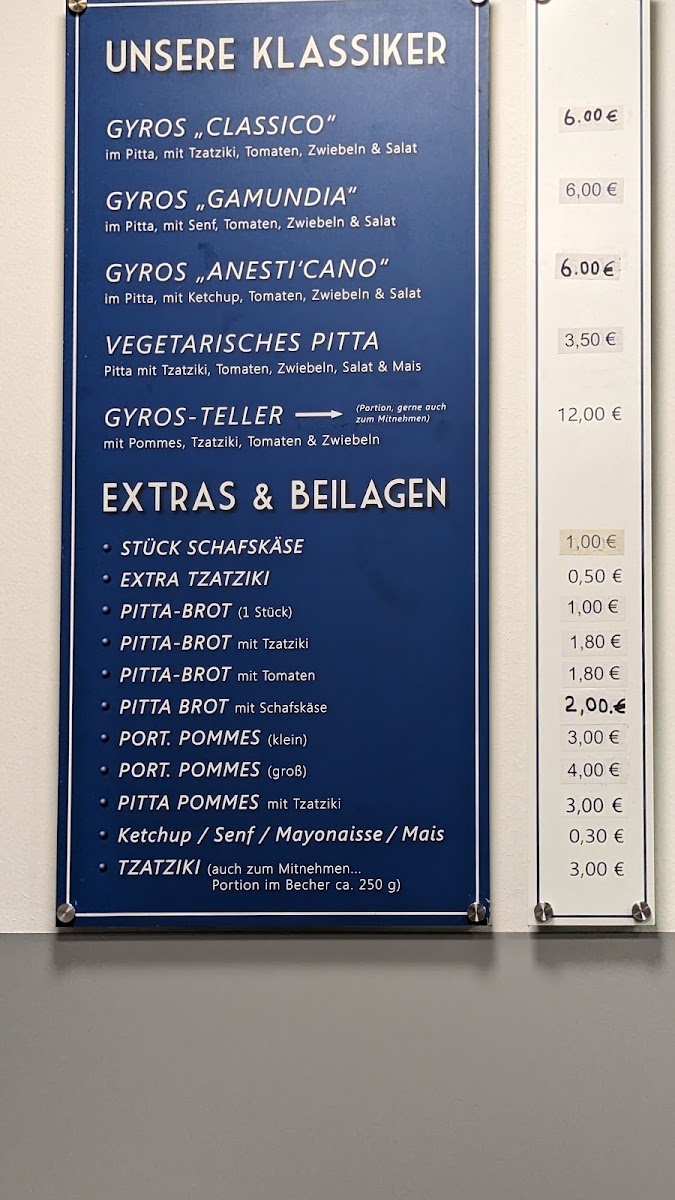 UNSERE KLASSIKER
GYROS „CLASSICO“ 6.00 €
im Pitta, mit Tzatziki, Tomaten, Zwiebeln & Salat
GYROS „GAMUNDIA“ 6,00 €
im Pitta, mit Senf, Tomaten, Zwiebeln & Salat
GYROS „ANESTI'CANO“ 6.00 €
im Pitta, mit Ketchup, Tomaten, Zwiebeln & Salat
VEGETARISCHES PITTA 3,50 €
Pitta mit Tzatziki, Tomaten, Zwiebeln, Salat & Mais
GYROS-TELLER → (Portion, gerne auch
zum Mitnehmen) 12,00 €
mit Pommes, Tzatziki, Tomaten & Zwiebeln
EXTRAS & BEILAGEN
• STÜCK SCHAFSKÄSE 1,00 €
• EXTRA TZATZIKI 0,50 €
• PITTA-BROT (1 Stück) 1,00 €
• PITTA-BROT mit Tzatziki 1,80 €
• PITTA-BROT mit Tomaten 1,80 €
• PITTA BROT mit Schafskäse 2,00.€
• PORT. POMMES (klein) 3,00 €
• PORT. POMMES (groß) 4,00 €
• PITTA POMMES mit Tzatziki 3,00 €
• Ketchup / Senf / Mayonaisse / Mais 0,30 €
• TZATZIKI (auch zum Mitnehmen... 3,00 €
Portion im Becher ca. 250 g)